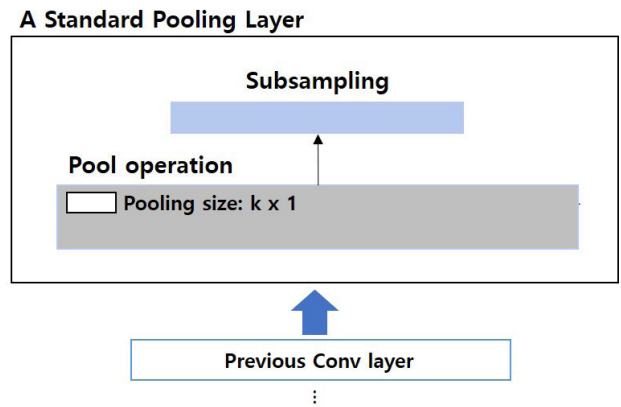 A Standard Pooling Layer
Subsampling
Pool operation
Pooling size: k x 1
Previous Conv layer
...